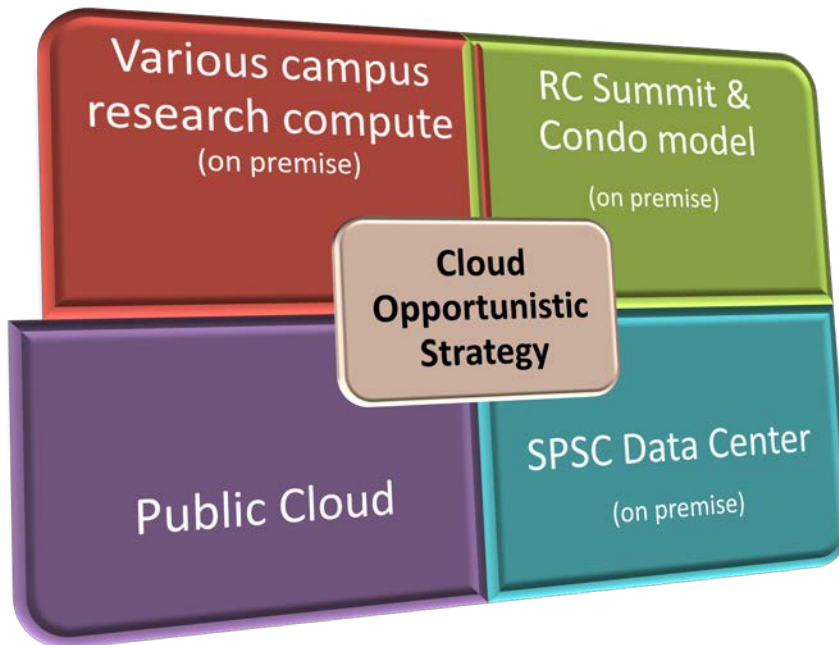 Various campus
research compute
(on premise)
RC Summit &
Condo model
(on premise)
Cloud
Opportunistic
Strategy
Public Cloud
SPSC Data Center
(on premise)